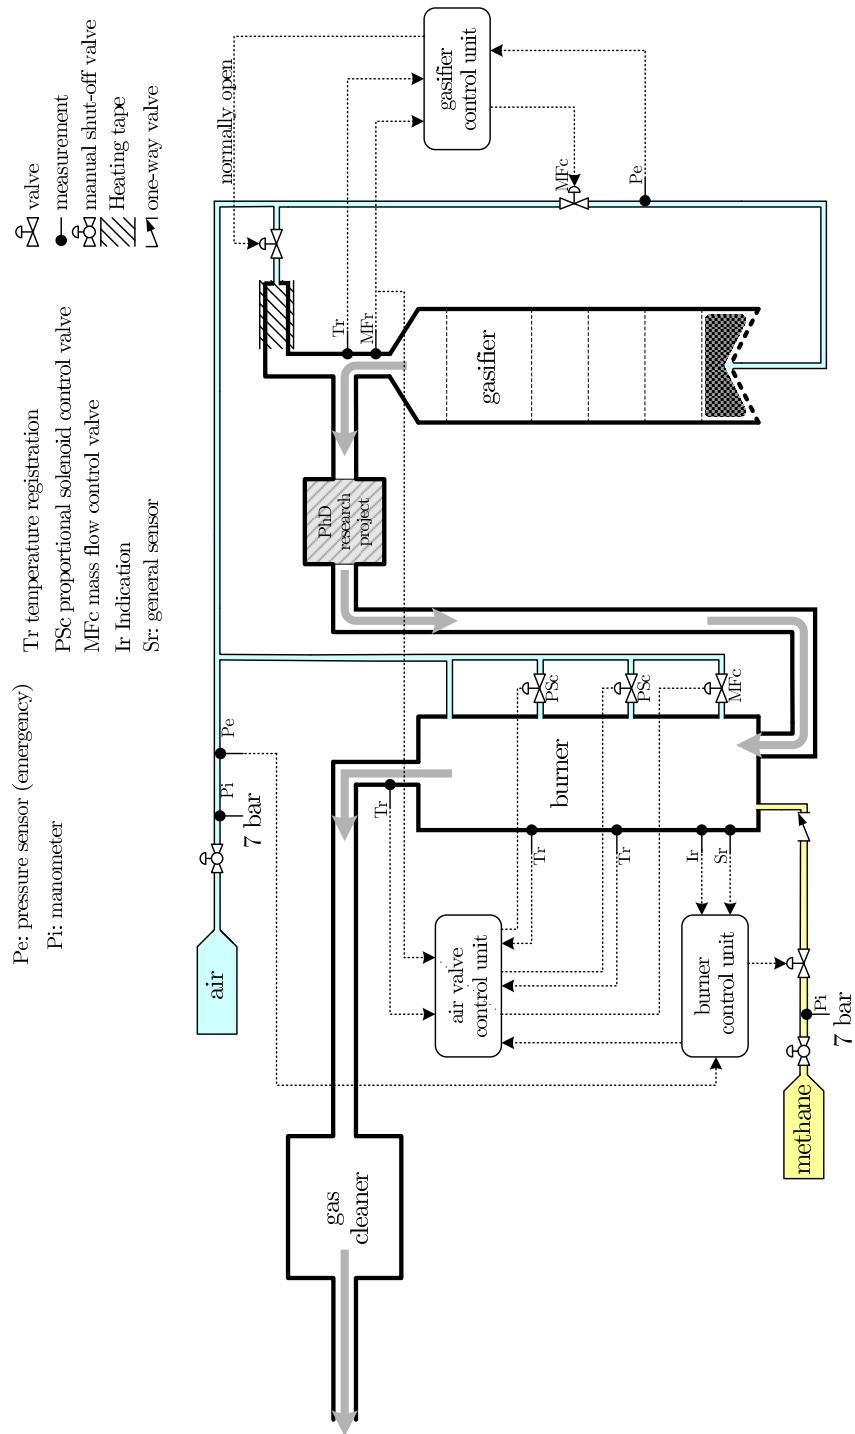 Pe: pressure sensor (emergency)
Pi: manometer
Tr temperature registration
PSc proportional solenoid control valve
MFc mass flow control valve
Ir Indication
Sr: general sensor
valve
measurement
manual shut-off valve
Heating tape
one-way valve
air
7 bar
Pi
Pe
normally open
gasifier
control unit
Tr
MFr
MFc
Pe
gasifier
PhD
research
project
PSc
PSc
MFc
burner
Tr
Tr
Tr
Ir
Sr
air valve
control unit
burner
control unit
gas
cleaner
methane
Pi
7 bar